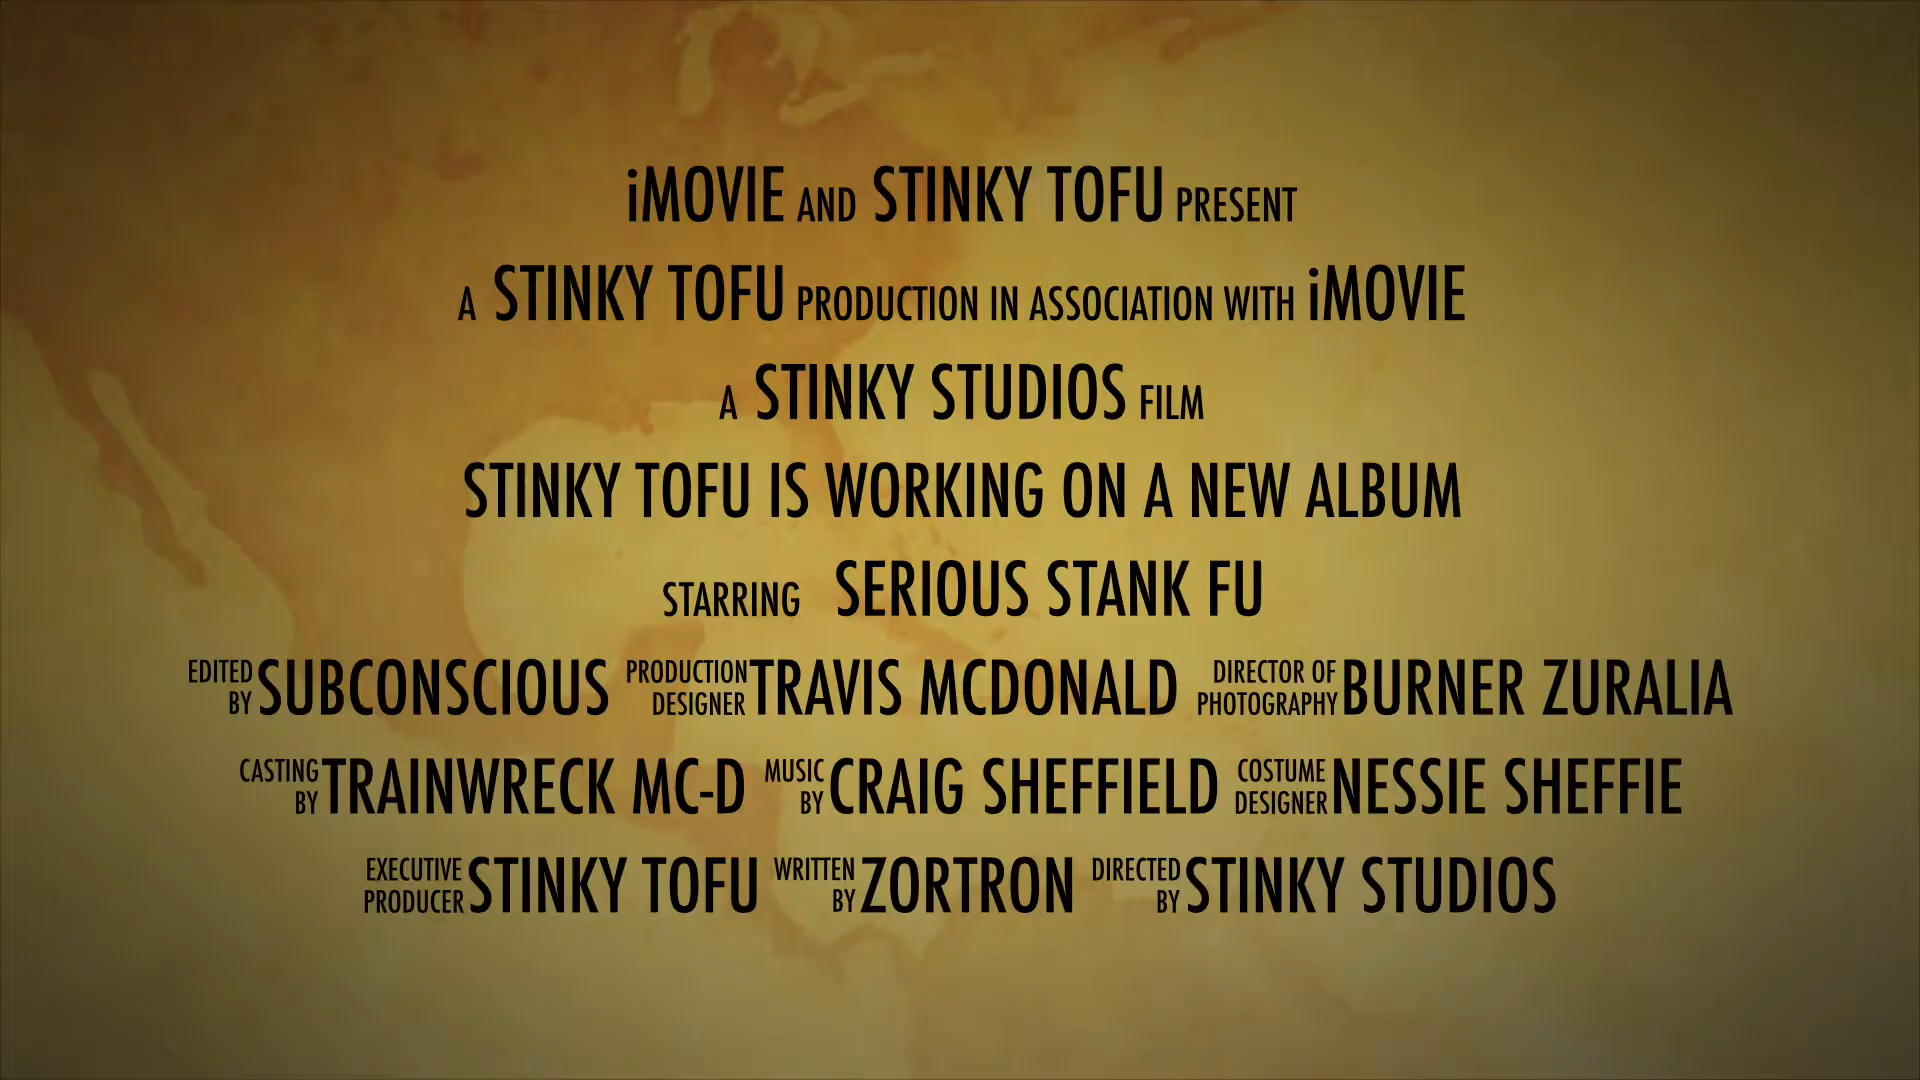 iMOVIE AND STINKY TOFU PRESENT
A STINKY TOFU PRODUCTION IN ASSOCIATION WITH iMOVIE
A STINKY STUDIOS FILM
STINKY TOFU IS WORKING ON A NEW ALBUM
STARRING SERIOUS STANK FU
EDITED BY SUBCONSCIOUS PRODUCTION DESIGNER TRAVIS MCDONALD DIRECTOR OF PHOTOGRAPHY BURNER ZURALIA
CASTING BY TRAINWRECK MC-D MUSIC BY CRAIG SHEFFIELD COSTUME DESIGNER NESSIE SHEFFIE
EXECUTIVE PRODUCER STINKY TOFU WRITTEN BY ZORTRON DIRECTED BY STINKY STUDIOS